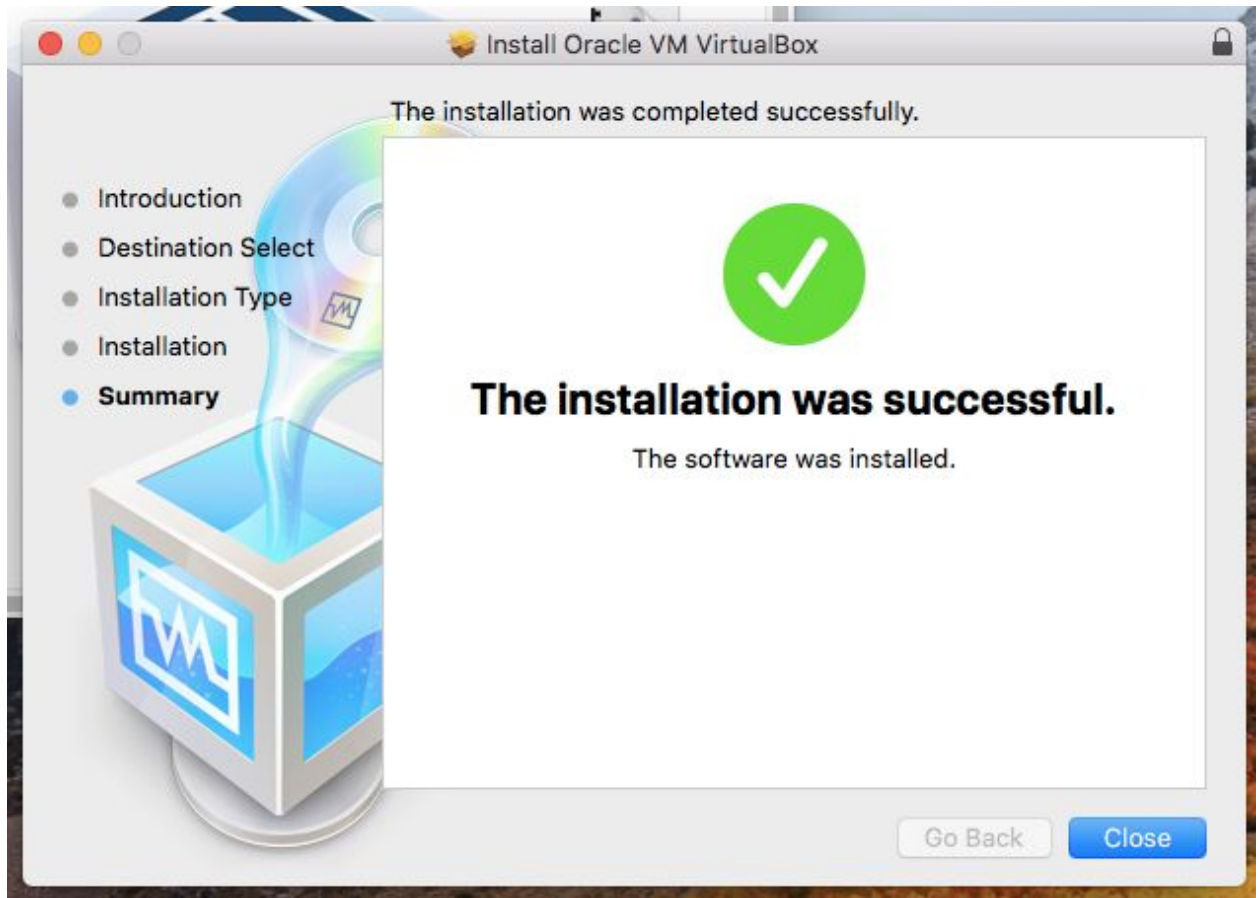 Install Oracle VM VirtualBox
The installation was completed successfully.
Introduction
Destination Select
Installation Type
Installation
Summary
The installation was successful.
The software was installed.
Go Back
Close